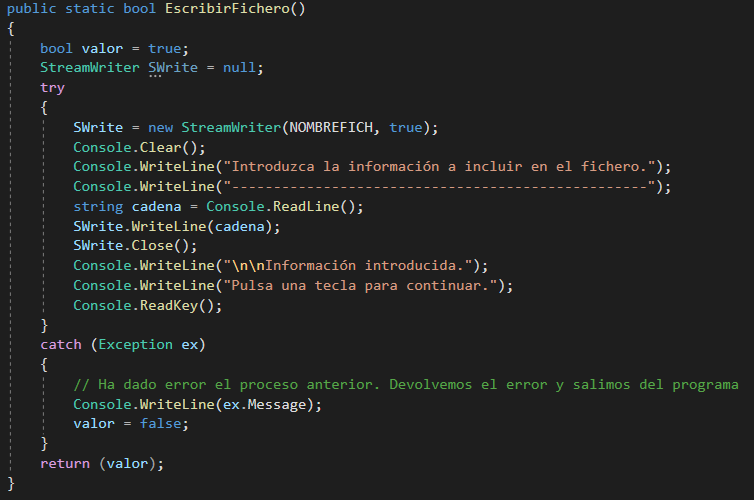 public static bool EscribirFichero()
{
bool valor = true;
StreamWriter SWrite = null;
try
{
SWrite = new StreamWriter(NOMBREFICH, true);
Console.Clear();
Console.WriteLine("Introduzca la información a incluir en el fichero.");
Console.WriteLine("--------------------------------------------------");
string cadena = Console.ReadLine();
SWrite.WriteLine(cadena);
SWrite.Close();
Console.WriteLine("\n\nInformación introducida.");
Console.WriteLine("Pulsa una tecla para continuar.");
Console.ReadKey();
}
catch (Exception ex)
{
// Ha dado error el proceso anterior. Devolvemos el error y salimos del programa
Console.WriteLine(ex.Message);
valor = false;
}
return (valor);
}